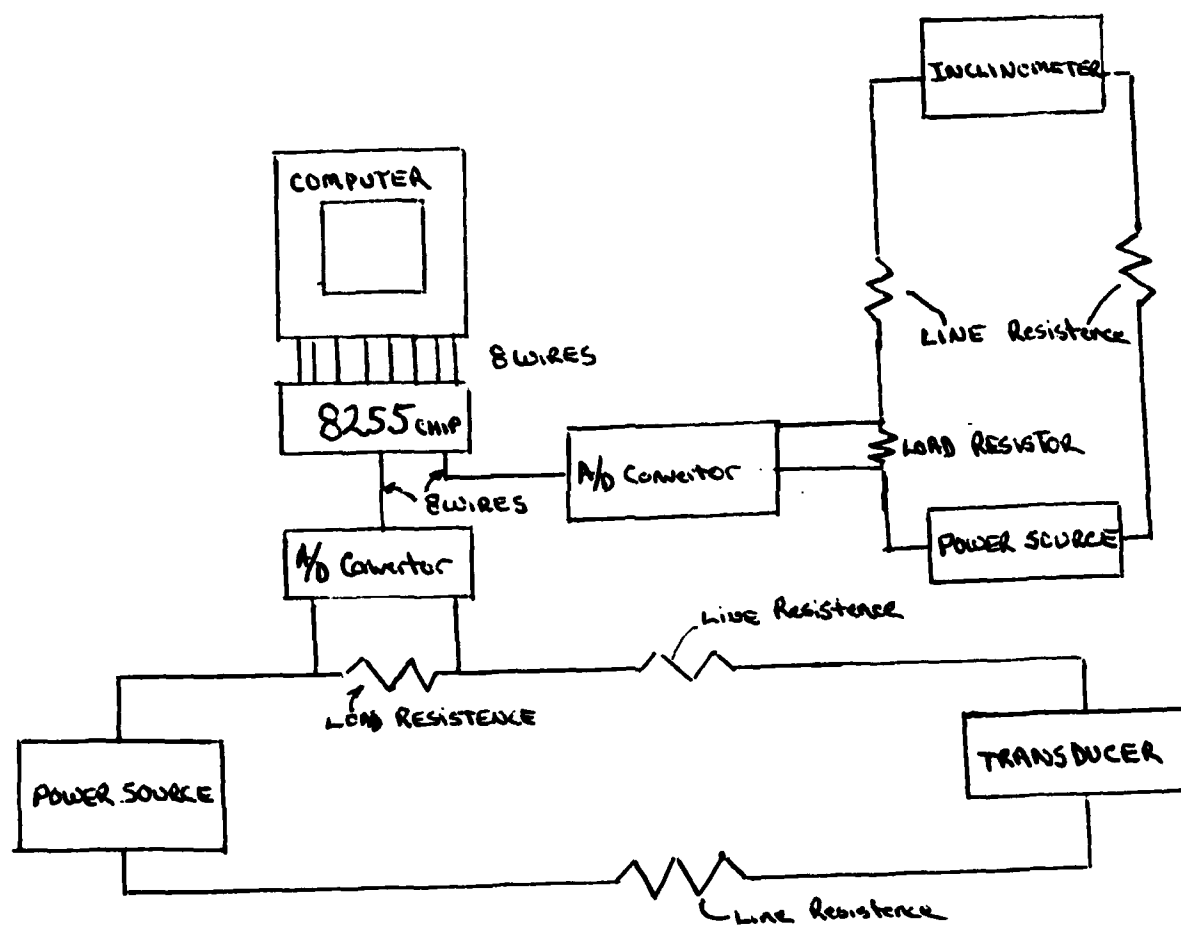 INCLINOMETER
COMPUTER
LINE Resistence
8 WIRES
8255 CHIP
LOAD RESISTOR
A/D Convertor
8 WIRES
POWER SOURCE
A/D Convertor
LINE Resistence
LOAD RESISTENCE
TRANSDUCER
POWER SOURCE
Line Resistence